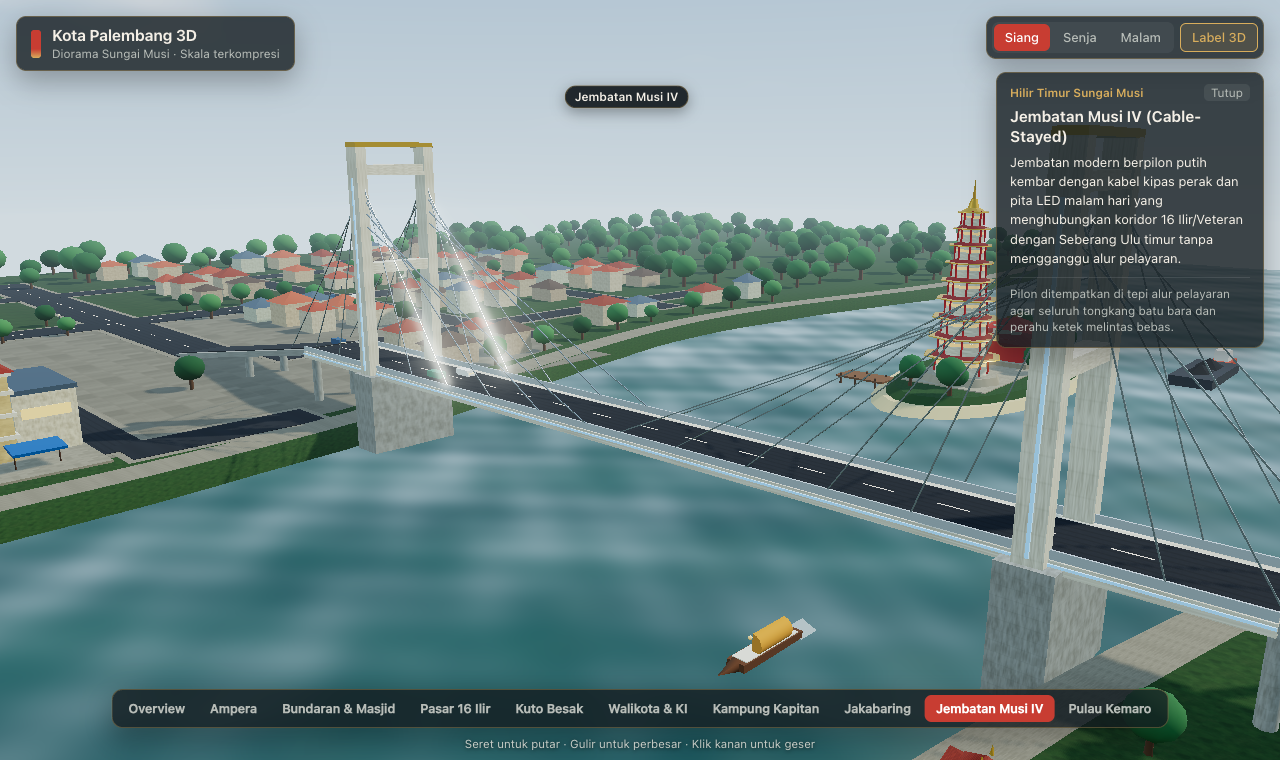 Kota Palembang 3D
Diorama Sungai Musi · Skala terkompresi
Siang
Senja
Malam
Label 3D
Jembatan Musi IV
Hilir Timur Sungai Musi
Tutup
Jembatan Musi IV (Cable-
Stayed)
Jembatan modern berpilon putih
kembar dengan kabel kipas perak dan
pita LED malam hari yang
menghubungkan koridor 16 Ilir/Veteran
dengan Seberang Ulu timur tanpa
mengganggu alur pelayaran.
Pilon ditempatkan di tepi alur pelayaran
agar seluruh tongkang batu bara dan
perahu ketek melintas bebas.
Overview
Ampera
Bundaran & Masjid
Pasar 16 Ilir
Kuto Besak
Walikota & KI
Kampung Kapitan
Jakabaring
Jembatan Musi IV
Pulau Kemaro
Seret untuk putar · Gulir untuk perbesar · Klik kanan untuk geser